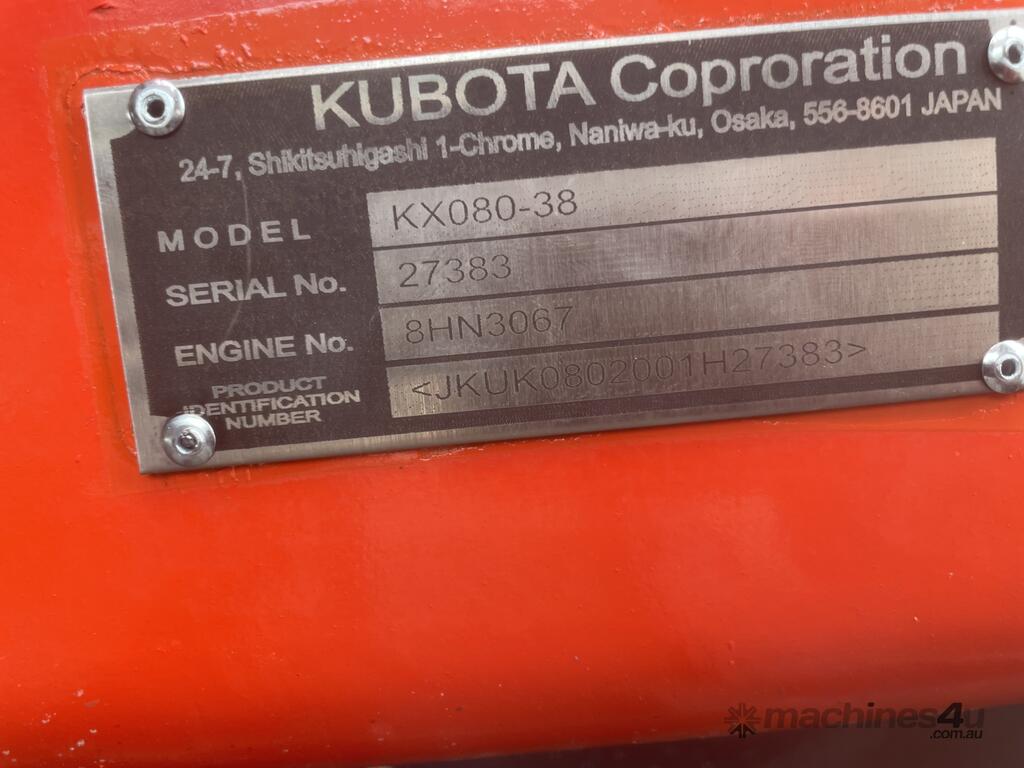 KUBOTA Coproration
24-7, Shikitsuhigashi 1-Chrome, Naniwa-ku, Osaka, 556-8601 JAPAN
MODEL KX080-38
SERIAL No. 27383
ENGINE No. 8HN3067
PRODUCT IDENTIFICATION NUMBER <JKUK0802001H27383>
machines4u
.com.au